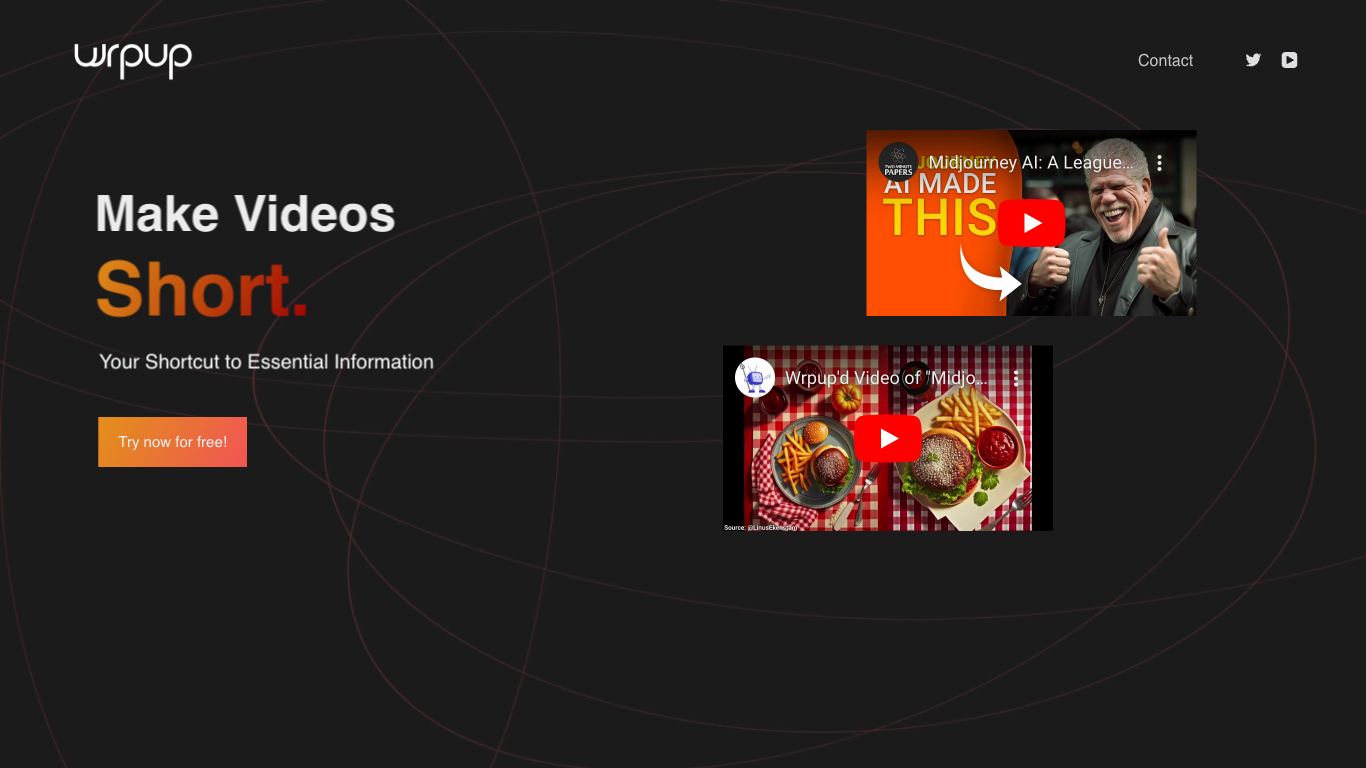 wrpup
Contact
Make Videos
Short.
Your Shortcut to Essential Information
Try now for free!
TWO MINUTE
PAPERS
Midjourney AI: A League...
AI MADE
THIS
Wrpup'd Video of "Midjo...
Source: @LinusEkenstam